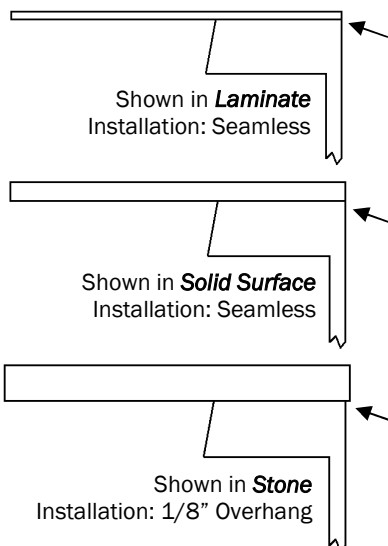 Shown in Laminate
Installation: Seamless
Shown in Solid Surface
Installation: Seamless
Shown in Stone
Installation: 1/8” Overhang